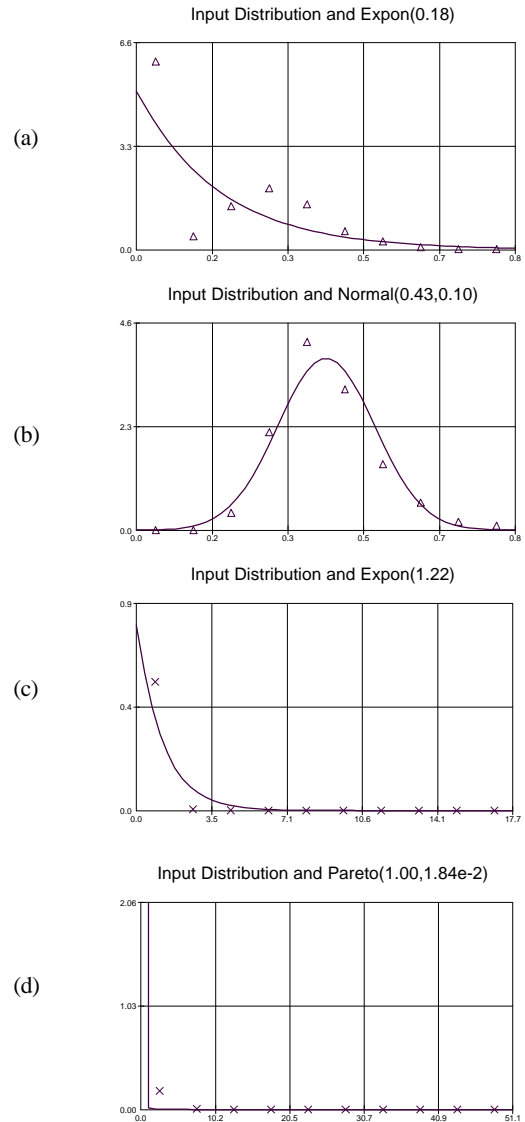 Input Distribution and Expon(0.18)
6.6
(a)
3.3
0.0
0.0 0.2 0.3 0.5 0.7 0.8
Input Distribution and Normal(0.43,0.10)
4.6
(b)
2.3
0.0
0.0 0.2 0.3 0.5 0.7 0.8
Input Distribution and Expon(1.22)
0.9
(c)
0.4
0.0
0.0 3.5 7.1 10.6 14.1 17.7
Input Distribution and Pareto(1.00,1.84e-2)
2.06
(d)
1.03
0.00
0.0 10.2 20.5 30.7 40.9 51.1